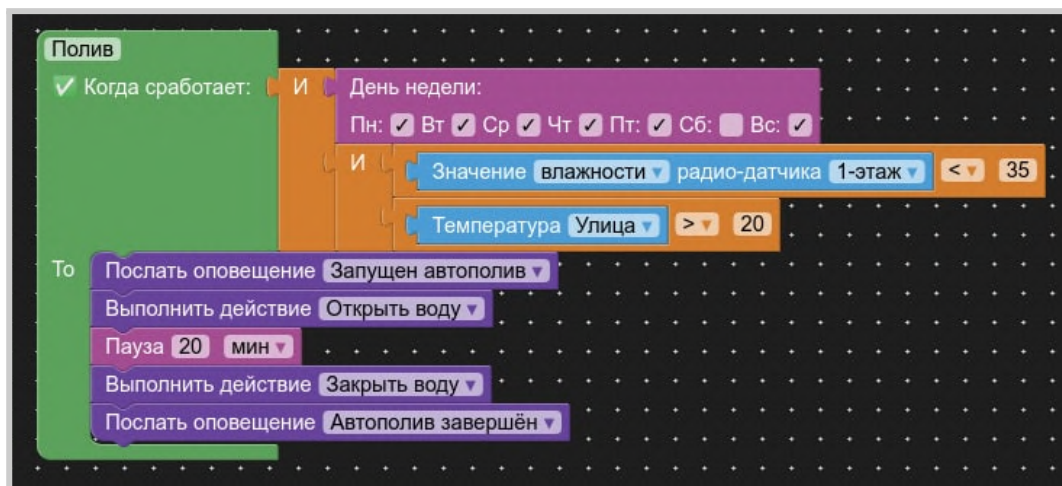 Полив
Когда сработает: И День недели:
Пн: Вт Ср Чт Пт: Сб: Вс:
И Значение влажности радио-датчика 1-этаж < 35
Температура Улица > 20
То Послать оповещение Запущен автополив
Выполнить действие Открыть воду
Пауза 20 мин
Выполнить действие Закрыть воду
Послать оповещение Автополив завершён